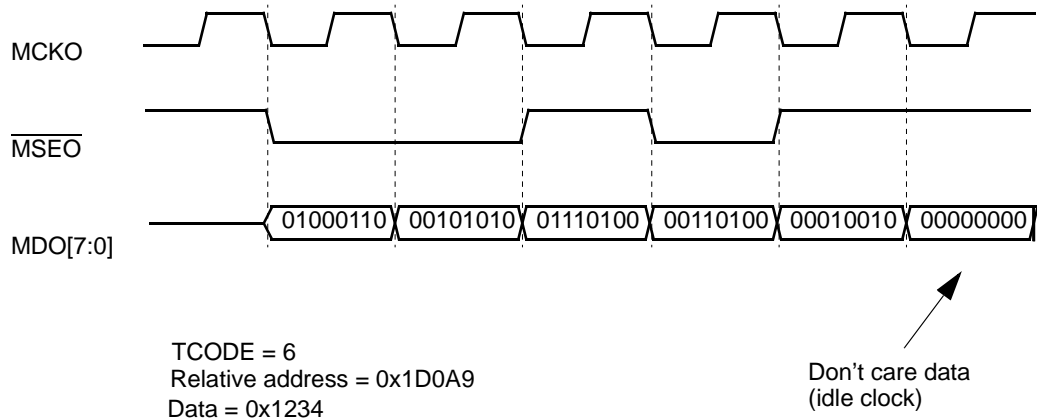 MCKO
MSEO
MDO[7:0]
01000110 00101010 01110100 00110100 00010010 00000000
TCODE = 6
Relative address = 0x1D0A9
Data = 0x1234
Don't care data
(idle clock)